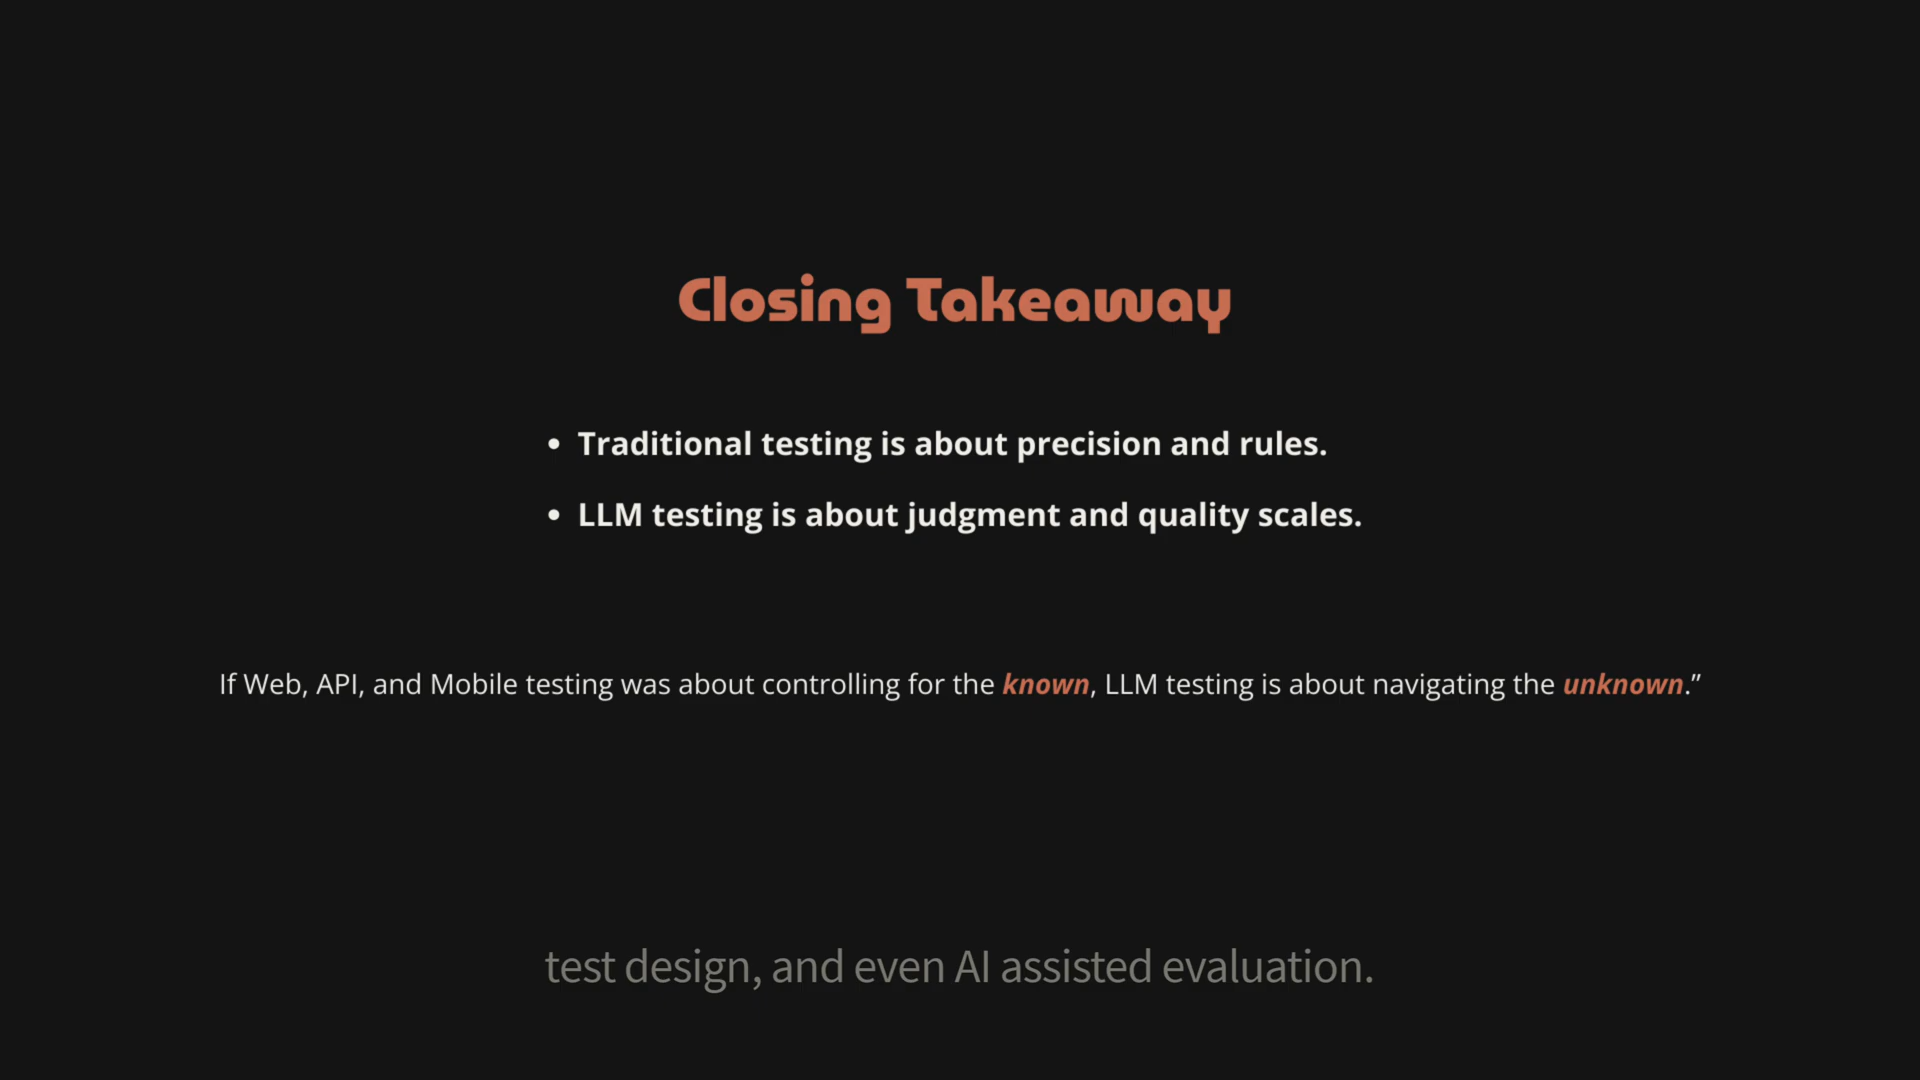 Closing Takeaway
• Traditional testing is about precision and rules.
• LLM testing is about judgment and quality scales.
If Web, API, and Mobile testing was about controlling for the known, LLM testing is about navigating the unknown.”
test design, and even AI assisted evaluation.